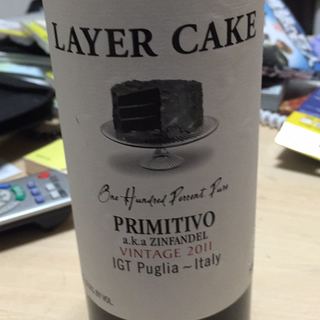 LAYER CAKE
One Hundred Percent Pure
PRIMITIVO
a.k.a ZINFANDEL
VINTAGE 2011
IGT Puglia ~ Italy